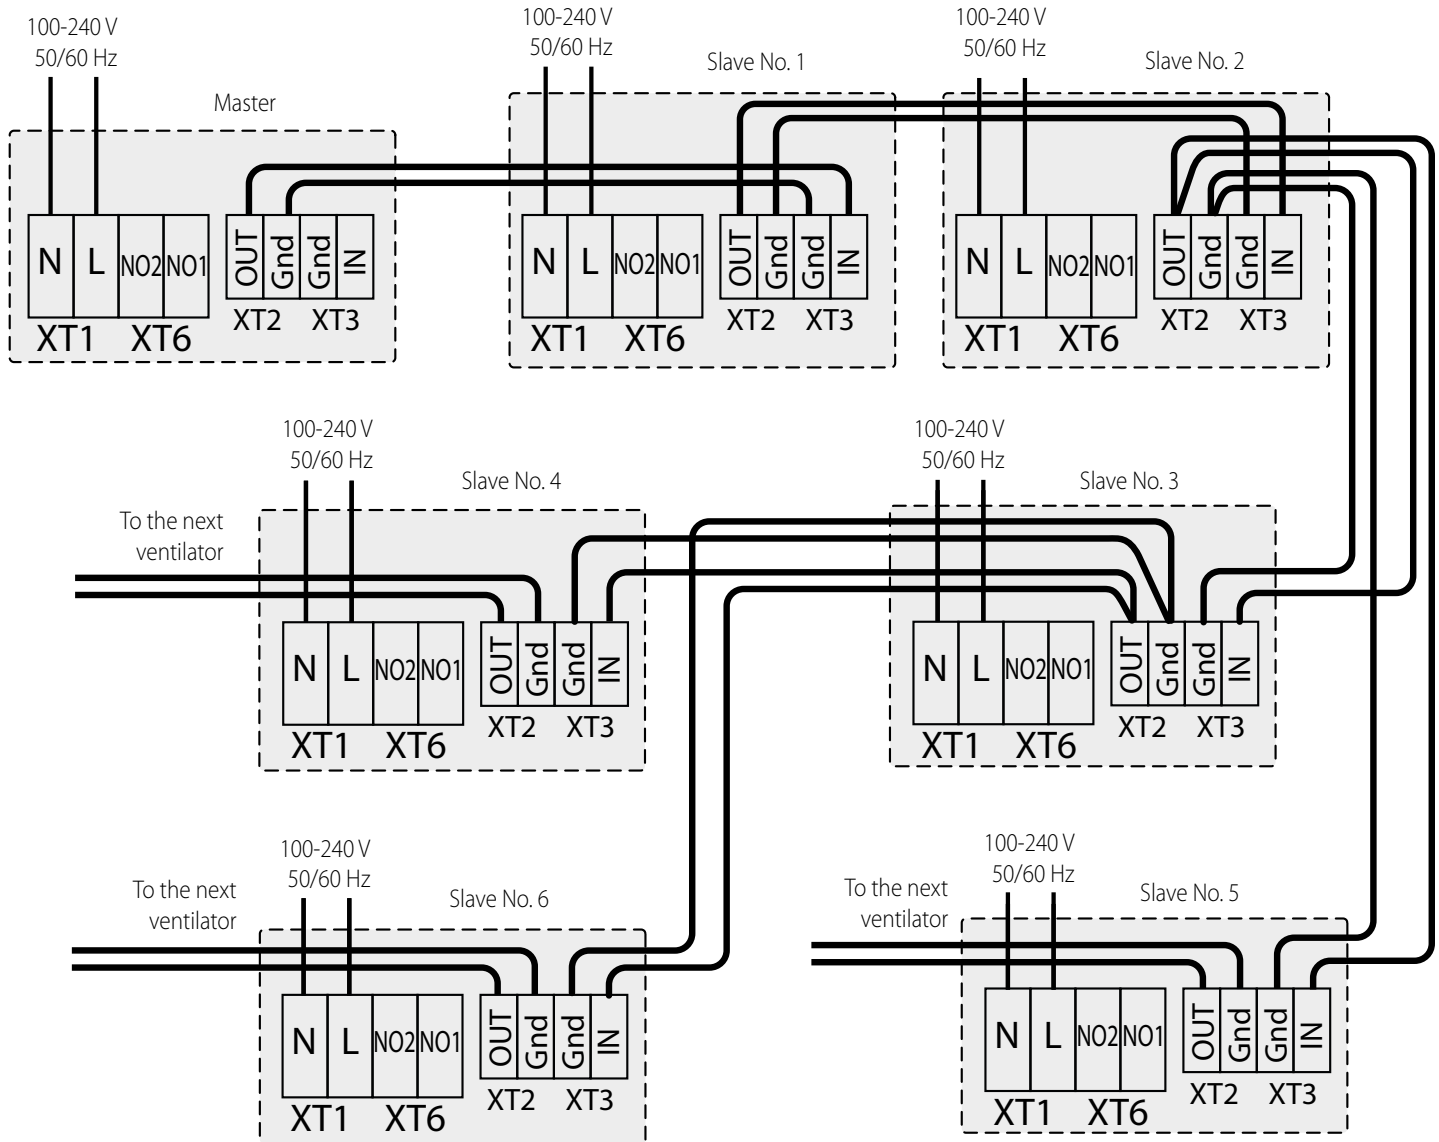 100-240 V
50/60 Hz
Master
N L NO2 NO1 OUT Gnd Gnd IN
XT1 XT6 XT2 XT3
100-240 V
50/60 Hz
Slave No. 1
N L NO2 NO1 OUT Gnd Gnd IN
XT1 XT6 XT2 XT3
100-240 V
50/60 Hz
Slave No. 2
N L NO2 NO1 OUT Gnd Gnd IN
XT1 XT6 XT2 XT3
100-240 V
50/60 Hz
Slave No. 4
To the next
ventilator
N L NO2 NO1 OUT Gnd Gnd IN
XT1 XT6 XT2 XT3
100-240 V
50/60 Hz
Slave No. 3
N L NO2 NO1 OUT Gnd Gnd IN
XT1 XT6 XT2 XT3
100-240 V
50/60 Hz
Slave No. 6
To the next
ventilator
N L NO2 NO1 OUT Gnd Gnd IN
XT1 XT6 XT2 XT3
100-240 V
50/60 Hz
Slave No. 5
To the next
ventilator
N L NO2 NO1 OUT Gnd Gnd IN
XT1 XT6 XT2 XT3